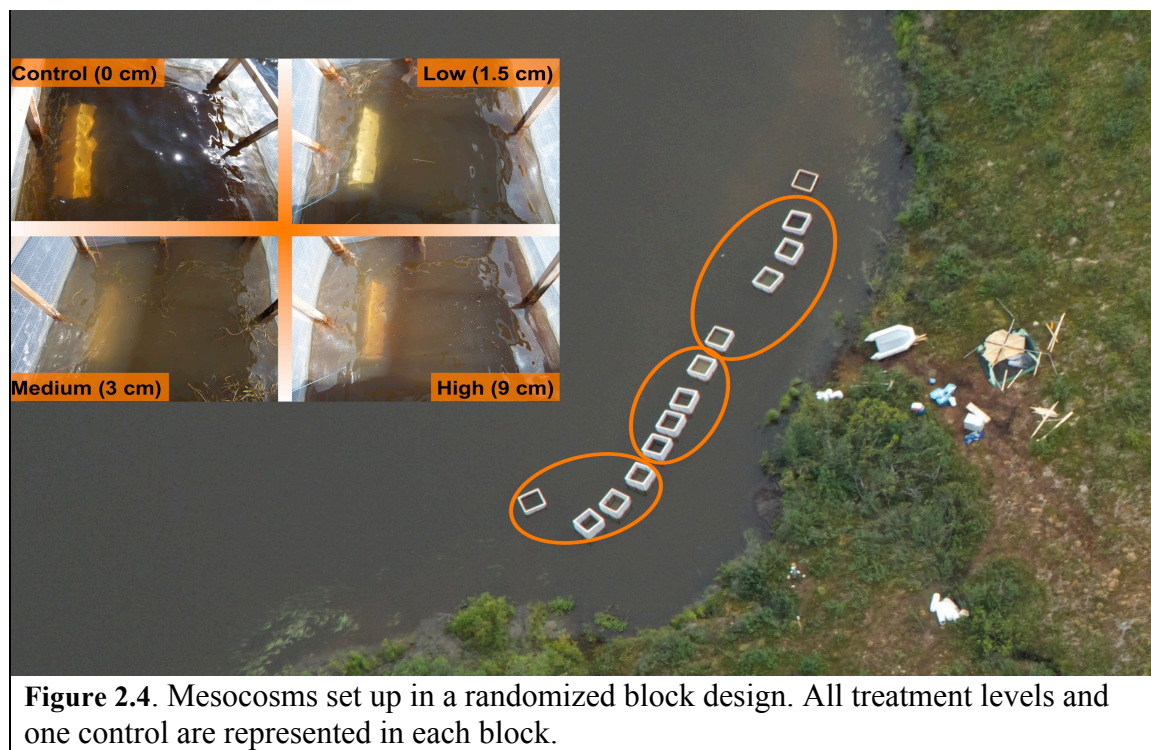 Control (0 cm)
Low (1.5 cm)
Medium (3 cm)
High (9 cm)
Figure 2.4. Mesocosms set up in a randomized block design. All treatment levels and
one control are represented in each block.